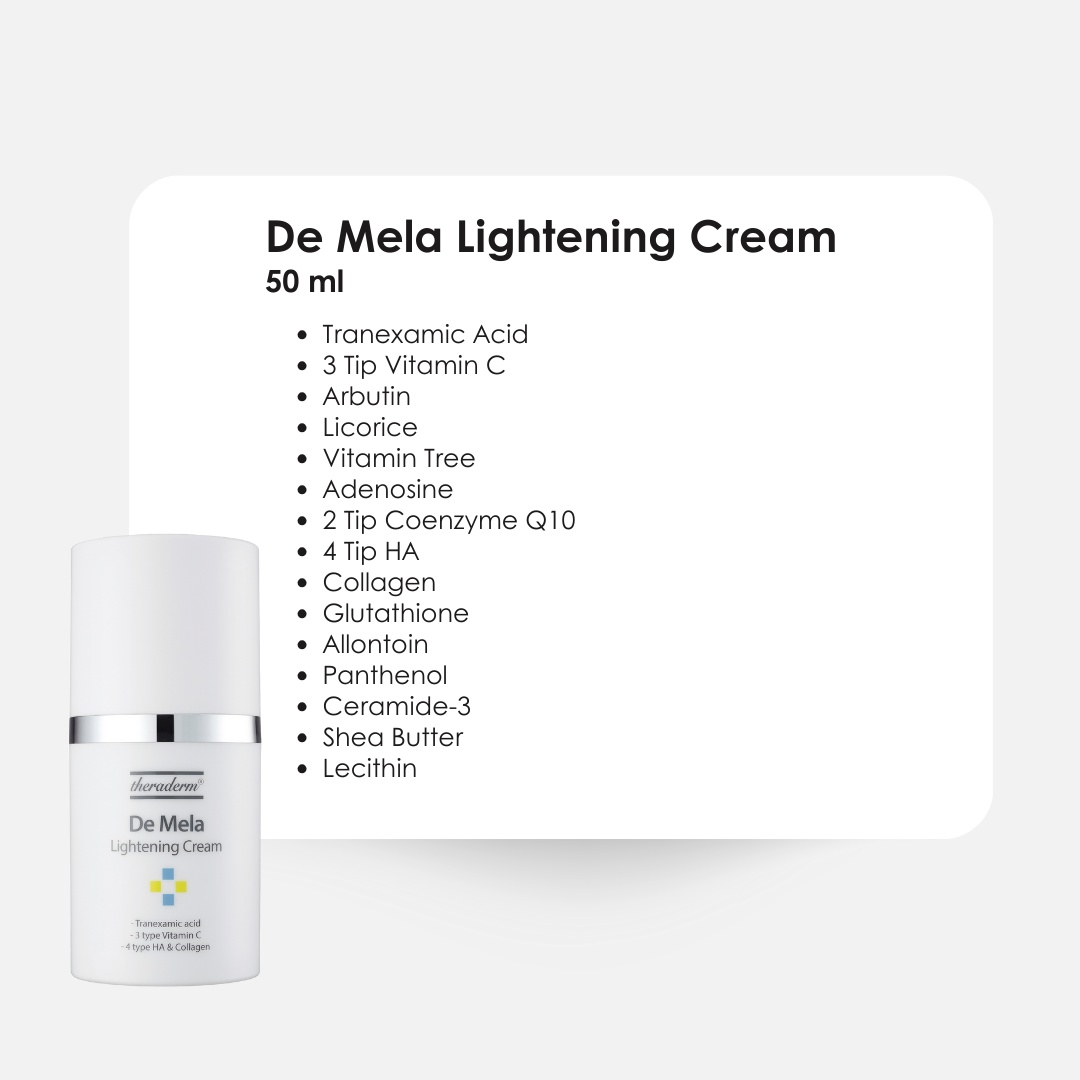 De Mela Lightening Cream
50 ml
• Tranexamic Acid
• 3 Tip Vitamin C
• Arbutin
• Licorice
• Vitamin Tree
• Adenosine
• 2 Tip Coenzyme Q10
• 4 Tip HA
• Collagen
• Glutathione
• Allontoin
• Panthenol
• Ceramide-3
• Shea Butter
• Lecithin
theraderm®
De Mela
Lightening Cream
- Tranexamic acid
- 3 type Vitamin C
- 4 type HA & Collagen